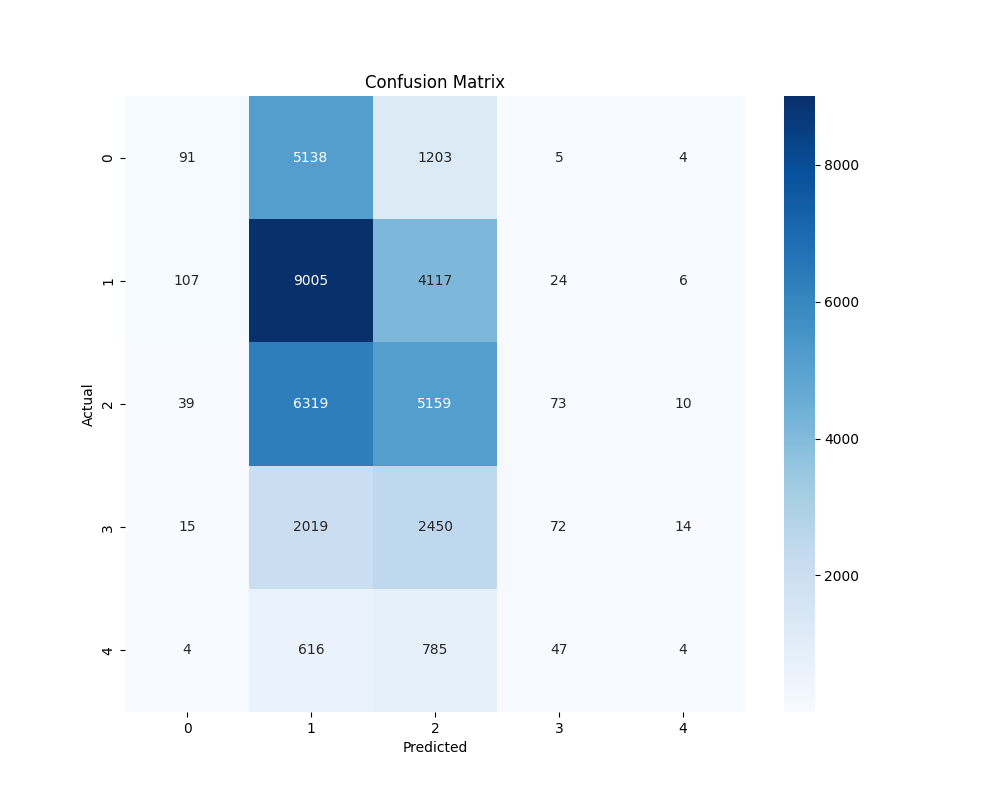 Confusion Matrix
Actual
0 91 5138 1203 5 4
1 107 9005 4117 24 6
2 39 6319 5159 73 10
3 15 2019 2450 72 14
4 4 616 785 47 4
0 1 2 3 4
Predicted
8000
6000
4000
2000